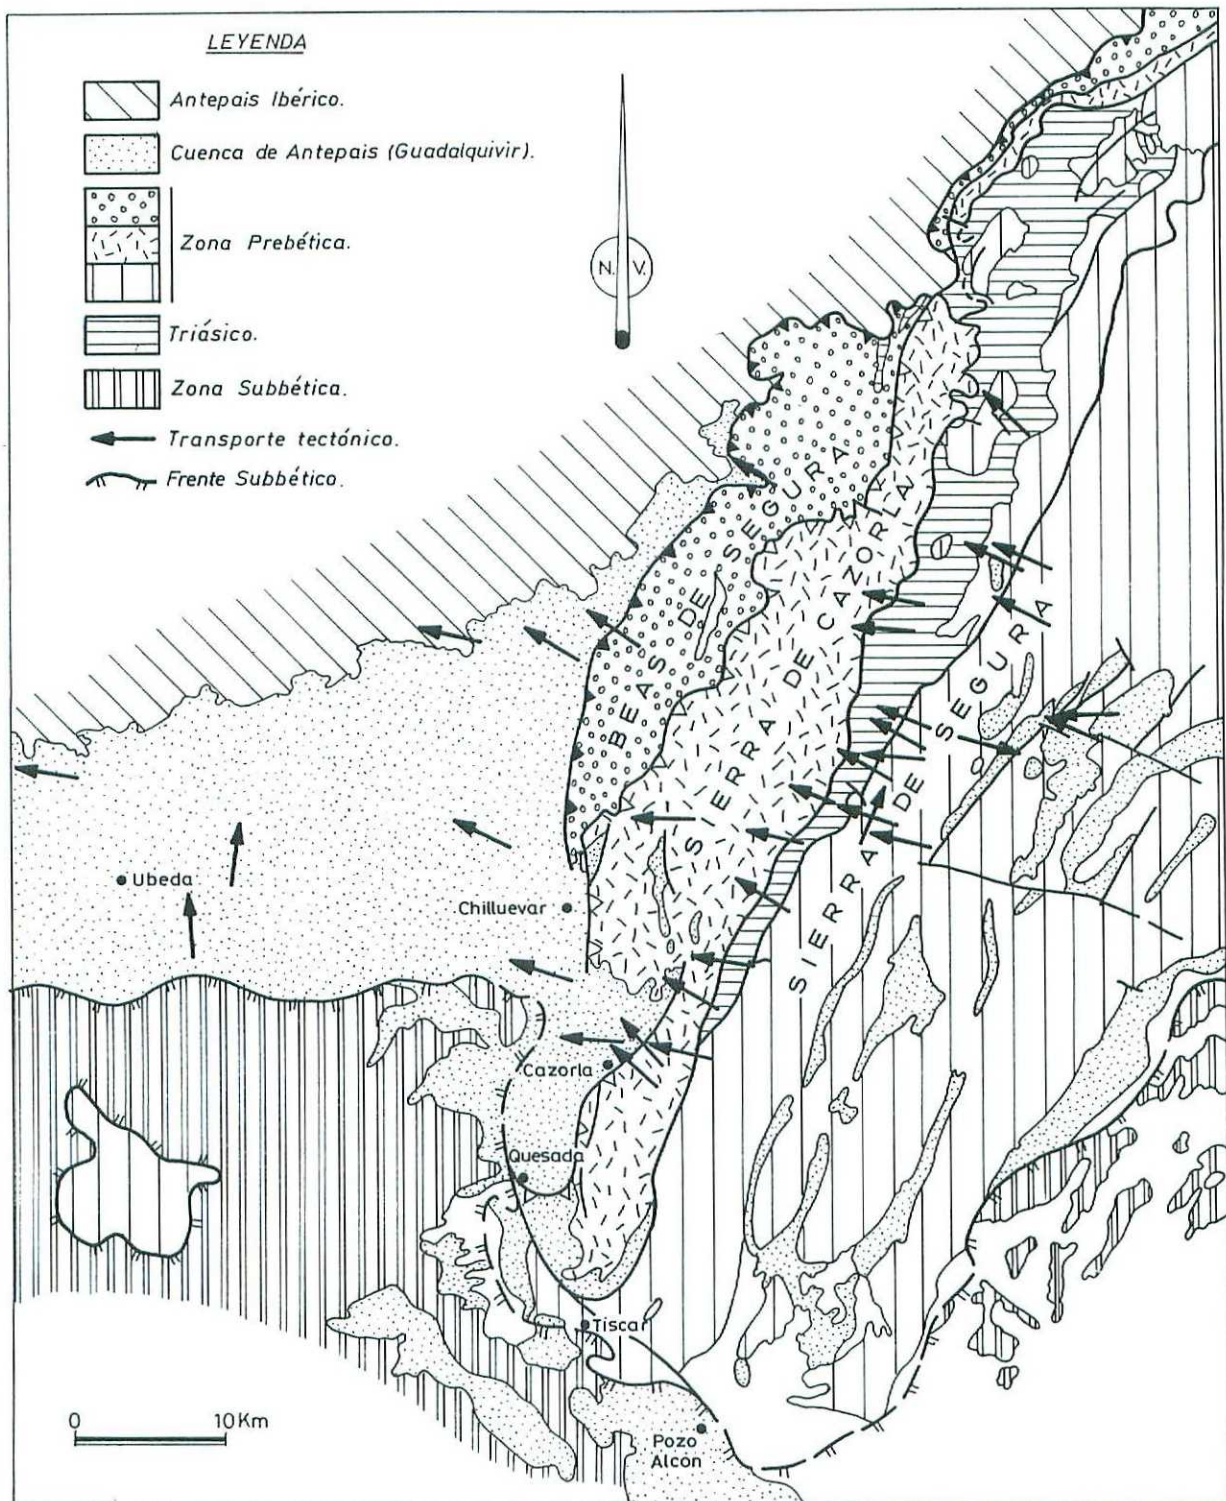 LEYENDA
Antepais Ibérico.
Cuenca de Antepais (Guadalquivir).
Zona Prebética.
Triásico.
Zona Subbética.
Transporte tectónico.
Frente Subbético.
N. V.
BEAS DE SEGURA
SIERRA DE CAZORLA
SIERRA DE SEGURA
Ubeda
Chilluevar
Cazorla
Quesada
Tiscar
Pozo
Alcón
0 10Km